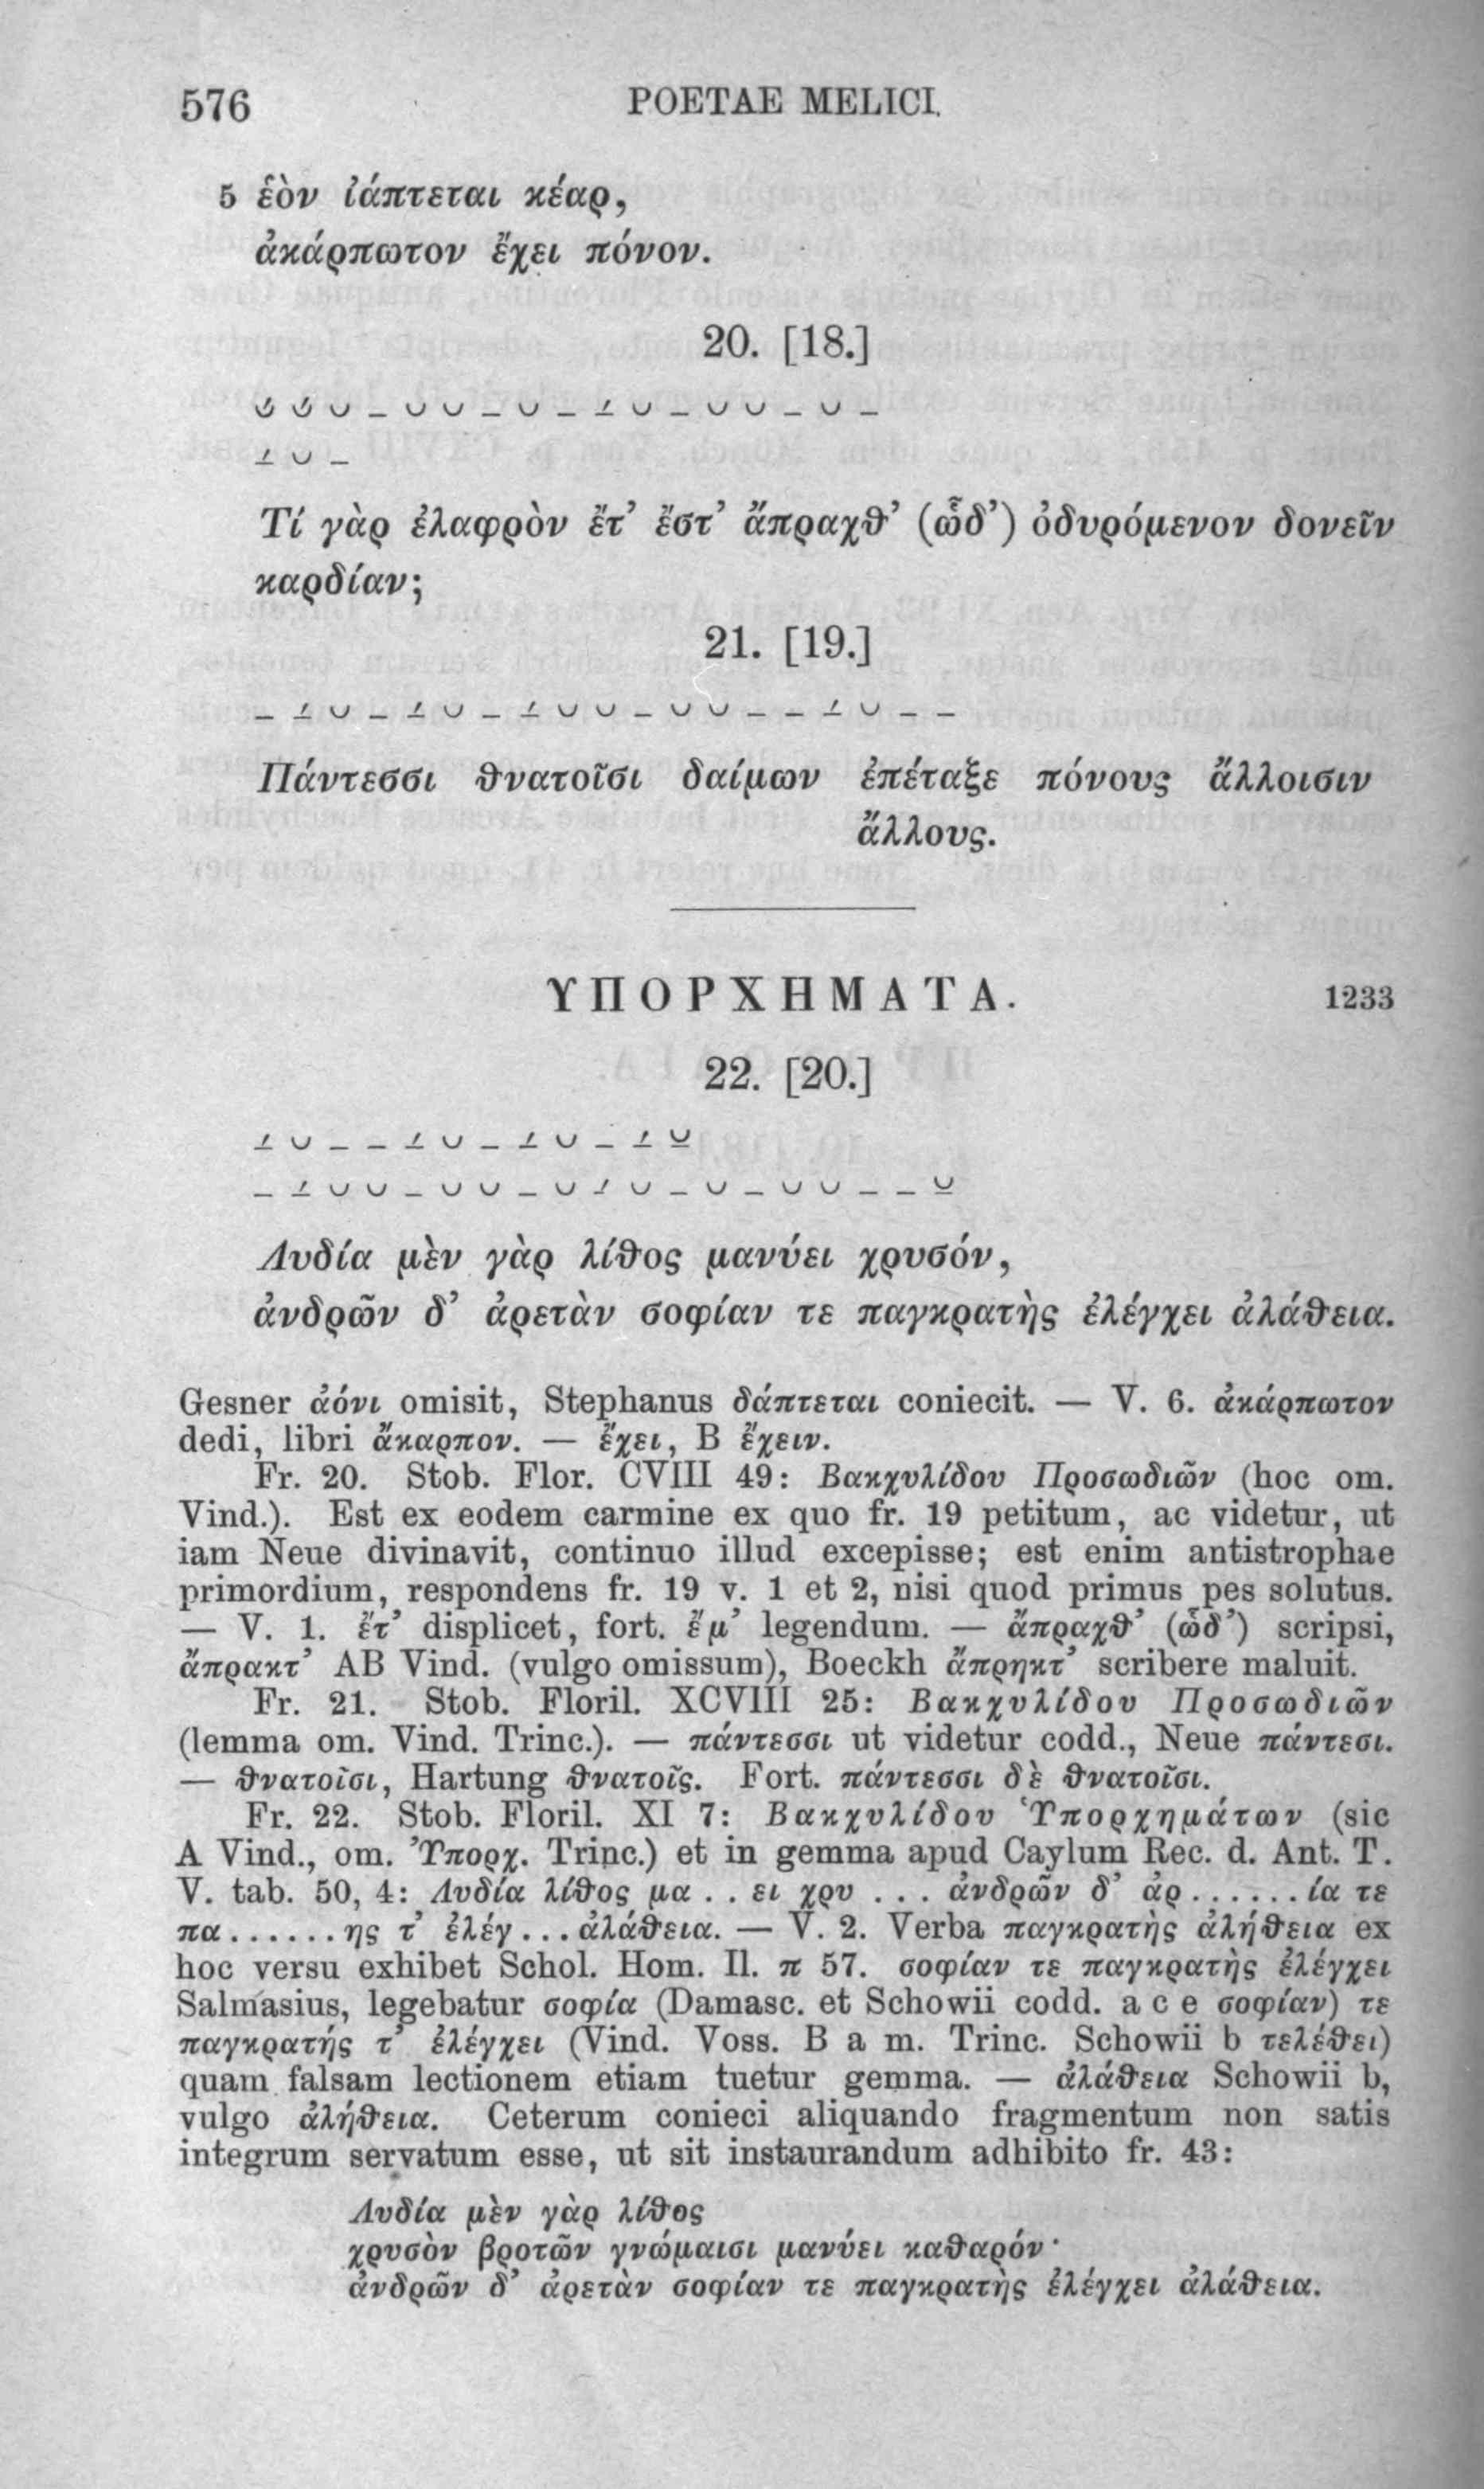 576 POETAE MELICI.
5 ἑὸν ἰάπτεται κέαρ,
ἀκάρπωτον ἔχει πόνον.
20. [18.]
⏑́ ⏑́ ⏑ – ⏑ ⏑ – ⏑ – –́ ⏑ – ⏑ ⏑ – ⏑ –
–́ ⏑ –
Τί γὰρ ἐλαφρὸν ἔτ’ ἔστ’ ἄπραχθ’ (ὧδ’) ὀδυρόμενον δονεῖν
καρδίαν;
21. [19.]
– –́ ⏑ – –́ ⏑ – –́ ⏑ ⏑ – ⏑ ⏑ – – –́ ⏑ – –
Πάντεσσι θνατοῖσι δαίμων ἐπέταξε πόνους ἄλλοισιν
ἄλλους.
ΥΠΟΡΧΗΜΑΤΑ. 1233
22. [20.]
–́ ⏑ – – –́ ⏑ – –́ ⏑ – –́ ⏓
– –́ ⏑ ⏑ – ⏑ ⏑ – ⏑ –́ ⏑ – ⏑ – ⏑ ⏑ – – ⏓
Λυδία μὲν γὰρ λίθος μανύει χρυσόν,
ἀνδρῶν δ’ ἀρετὰν σοφίαν τε παγκρατὴς ἐλέγχει ἀλάθεια.
Gesner ἀόνι omisit, Stephanus δάπτεται coniecit. — V. 6. ἀκάρπωτον
dedi, libri ἄκαρπον. — ἔχει, B ἔχειν.
Fr. 20. Stob. Flor. CVIII 49: Βακχυλίδου Προσωδιῶν (hoc om.
Vind.). Est ex eodem carmine ex quo fr. 19 petitum, ac videtur, ut
iam Neue divinavit, continuo illud excepisse; est enim antistrophae
primordium, respondens fr. 19 v. 1 et 2, nisi quod primus pes solutus.
— V. 1. ἔτ’ displicet, fort. ἔμ’ legendum. — ἄπραχθ’ (ὧδ’) scripsi,
ἄπρακτ’ AB Vind. (vulgo omissum), Boeckh ἄπρηκτ’ scribere maluit.
Fr. 21. Stob. Floril. XCVIII 25: Βακχυλίδου Προσωδιῶν
(lemma om. Vind. Trinc.). — πάντεσσι ut videtur codd., Neue πάντεσι.
— θνατοῖσι, Hartung θνατοῖς. Fort. πάντεσσι δὲ θνατοῖσι.
Fr. 22. Stob. Floril. XI 7: Βακχυλίδου Ὑπορχημάτων (sic
A Vind., om. Ὑπορχ. Trinc.) et in gemma apud Caylum Rec. d. Ant. T.
V. tab. 50, 4: Λυδία λίθος μα . . ει χρυ . . . ἀνδρῶν δ’ ἀρ . . . . . . ία τε
πα . . . . . . ης τ’ ἐλέγ . . . ἀλάθεια. — V. 2. Verba παγκρατὴς ἀλήθεια ex
hoc versu exhibet Schol. Hom. Il. π 57. σοφίαν τε παγκρατὴς ἐλέγχει
Salmasius, legebatur σοφία (Damasc. et Schowii codd. a c e σοφίαν) τε
παγκρατής τ’ ἐλέγχει (Vind. Voss. B a m. Trinc. Schowii b τελέθει)
quam falsam lectionem etiam tuetur gemma. — ἀλάθεια Schowii b,
vulgo ἀλήθεια. Ceterum conieci aliquando fragmentum non satis
integrum servatum esse, ut sit instaurandum adhibito fr. 43:
Λυδία μὲν γὰρ λίθος
χρυσὸν βροτῶν γνώμαισι μανύει καθαρόν·
ἀνδρῶν δ’ ἀρετὰν σοφίαν τε παγκρατὴς ἐλέγχει ἀλάθεια.